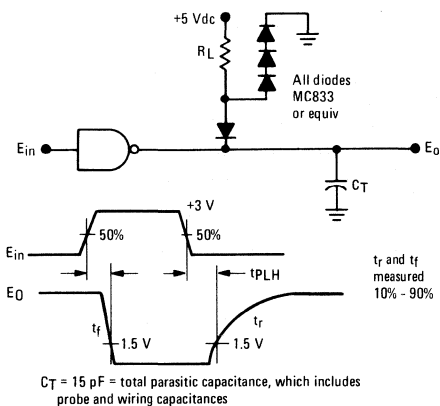 +5 Vdc
RL
All diodes
MC833
or equiv
Ein
Eo
CT
+3 V
Ein
50%
50%
tPLH
tr and tf
measured
10% - 90%
EO
tf
1.5 V
tr
1.5 V
CT = 15 pF = total parasitic capacitance, which includes
probe and wiring capacitances